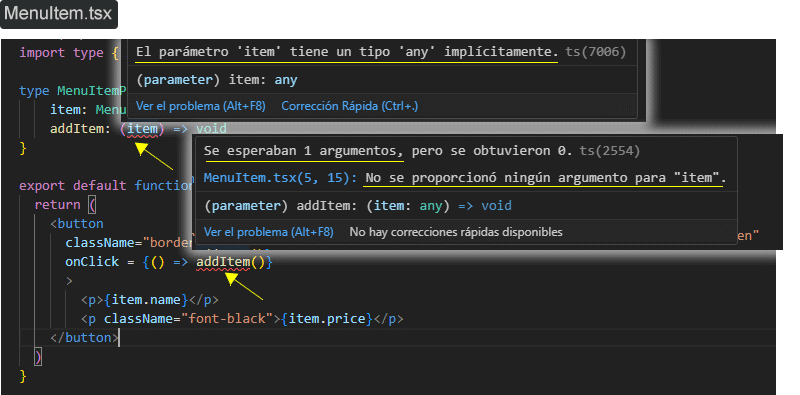 MenuItem.tsx
import type {
El parámetro 'item' tiene un tipo 'any' implícitamente. ts(7006)
(parameter) item: any
Ver el problema (Alt+F8) Corrección Rápida (Ctrl+.)
type MenuItemP
item: Menu
addItem: (item) => void
}
Se esperaban 1 argumentos, pero se obtuvieron 0. ts(2554)
MenuItem.tsx(5, 15): No se proporcionó ningún argumento para "item".
(parameter) addItem: (item: any) => void
Ver el problema (Alt+F8) No hay correcciones rápidas disponibles
export default function
return (
<button
className="border en"
onClick = {() => addItem()}
>
<p>{item.name}</p>
<p className="font-black">{item.price}</p>
</button>
)
}